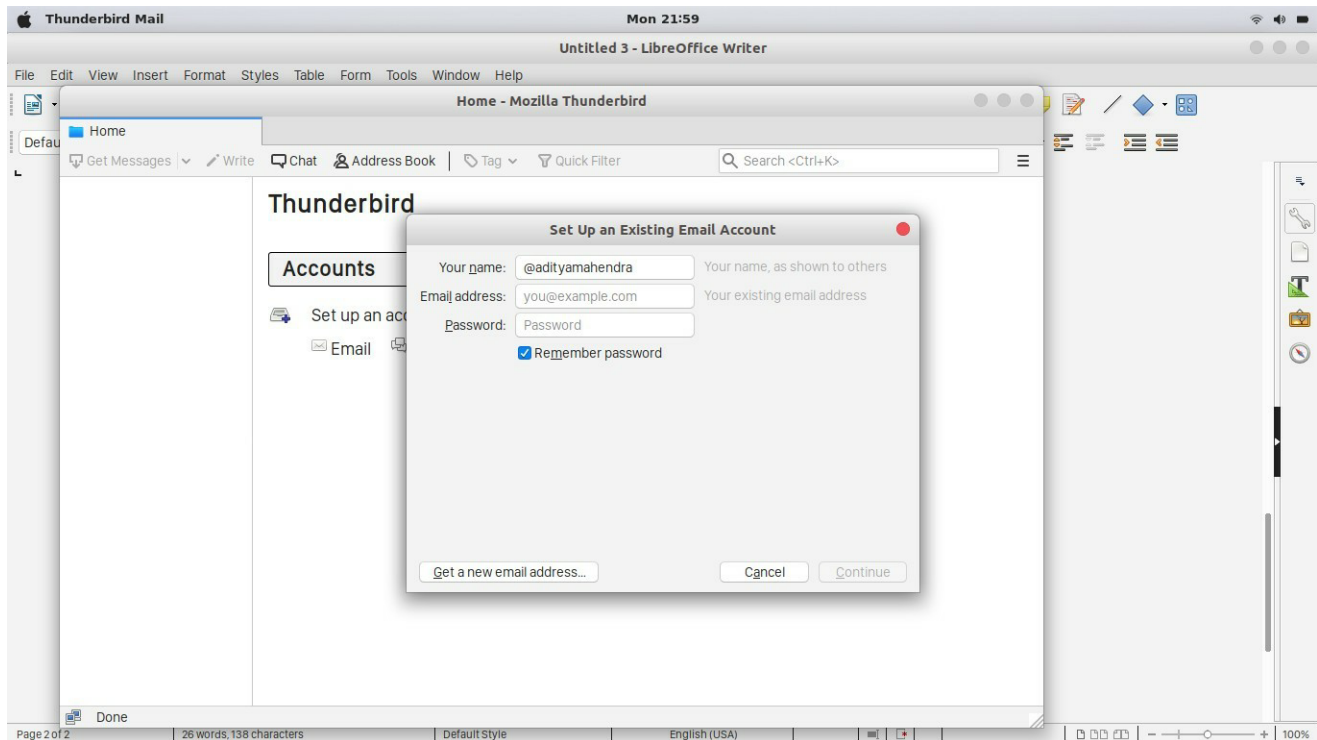 Thunderbird Mail Mon 21:59
Untitled 3 - LibreOffice Writer
File Edit View Insert Format Styles Table Form Tools Window Help
Home - Mozilla Thunderbird
Home
Defau
Get Messages Write Chat Address Book Tag Quick Filter Search <Ctrl+K>
Thunderbird
Set Up an Existing Email Account
Accounts
Your name: @adityamahendra Your name, as shown to others
Email address: you@example.com Your existing email address
Set up an acc
Password: Password
Email
Remember password
Get a new email address... Cancel Continue
Done
Page 2 of 2 26 words, 138 characters Default Style English (USA) 100%